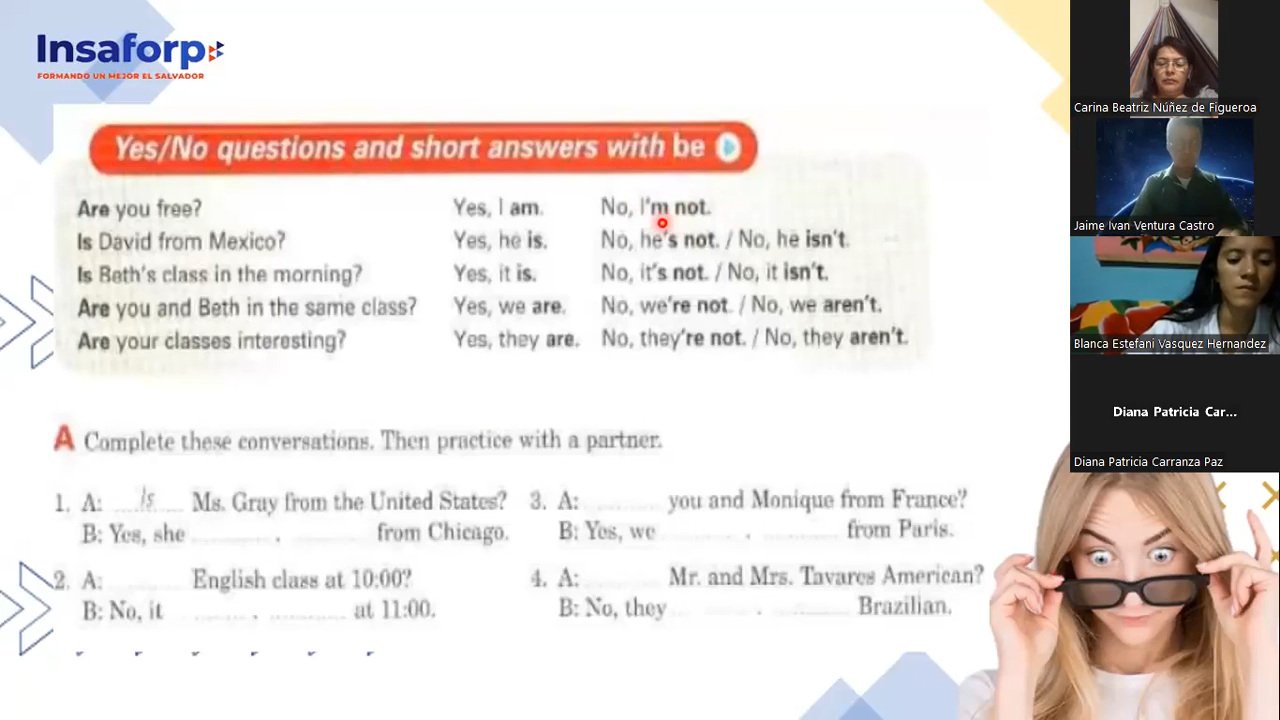 Insaforp
FORMANDO UN MEJOR EL SALVADOR
Yes/No questions and short answers with be
Are you free? Yes, I am. No, I'm not.
Is David from Mexico? Yes, he is. No, he's not. / No, he isn't.
Is Beth's class in the morning? Yes, it is. No, it's not. / No, it isn't.
Are you and Beth in the same class? Yes, we are. No, we're not. / No, we aren't.
Are your classes interesting? Yes, they are. No, they're not. / No, they aren't.
A Complete these conversations. Then practice with a partner.
1. A: Is Ms. Gray from the United States?
B: Yes, she . from Chicago.
2. A: English class at 10:00?
B: No, it . at 11:00.
3. A: you and Monique from France?
B: Yes, we . from Paris.
4. A: Mr. and Mrs. Tavares American?
B: No, they . Brazilian.
Carina Beatriz Núñez de Figueroa
Jaime Ivan Ventura Castro
Blanca Estefani Vasquez Hernandez
Diana Patricia Car...
Diana Patricia Carranza Paz